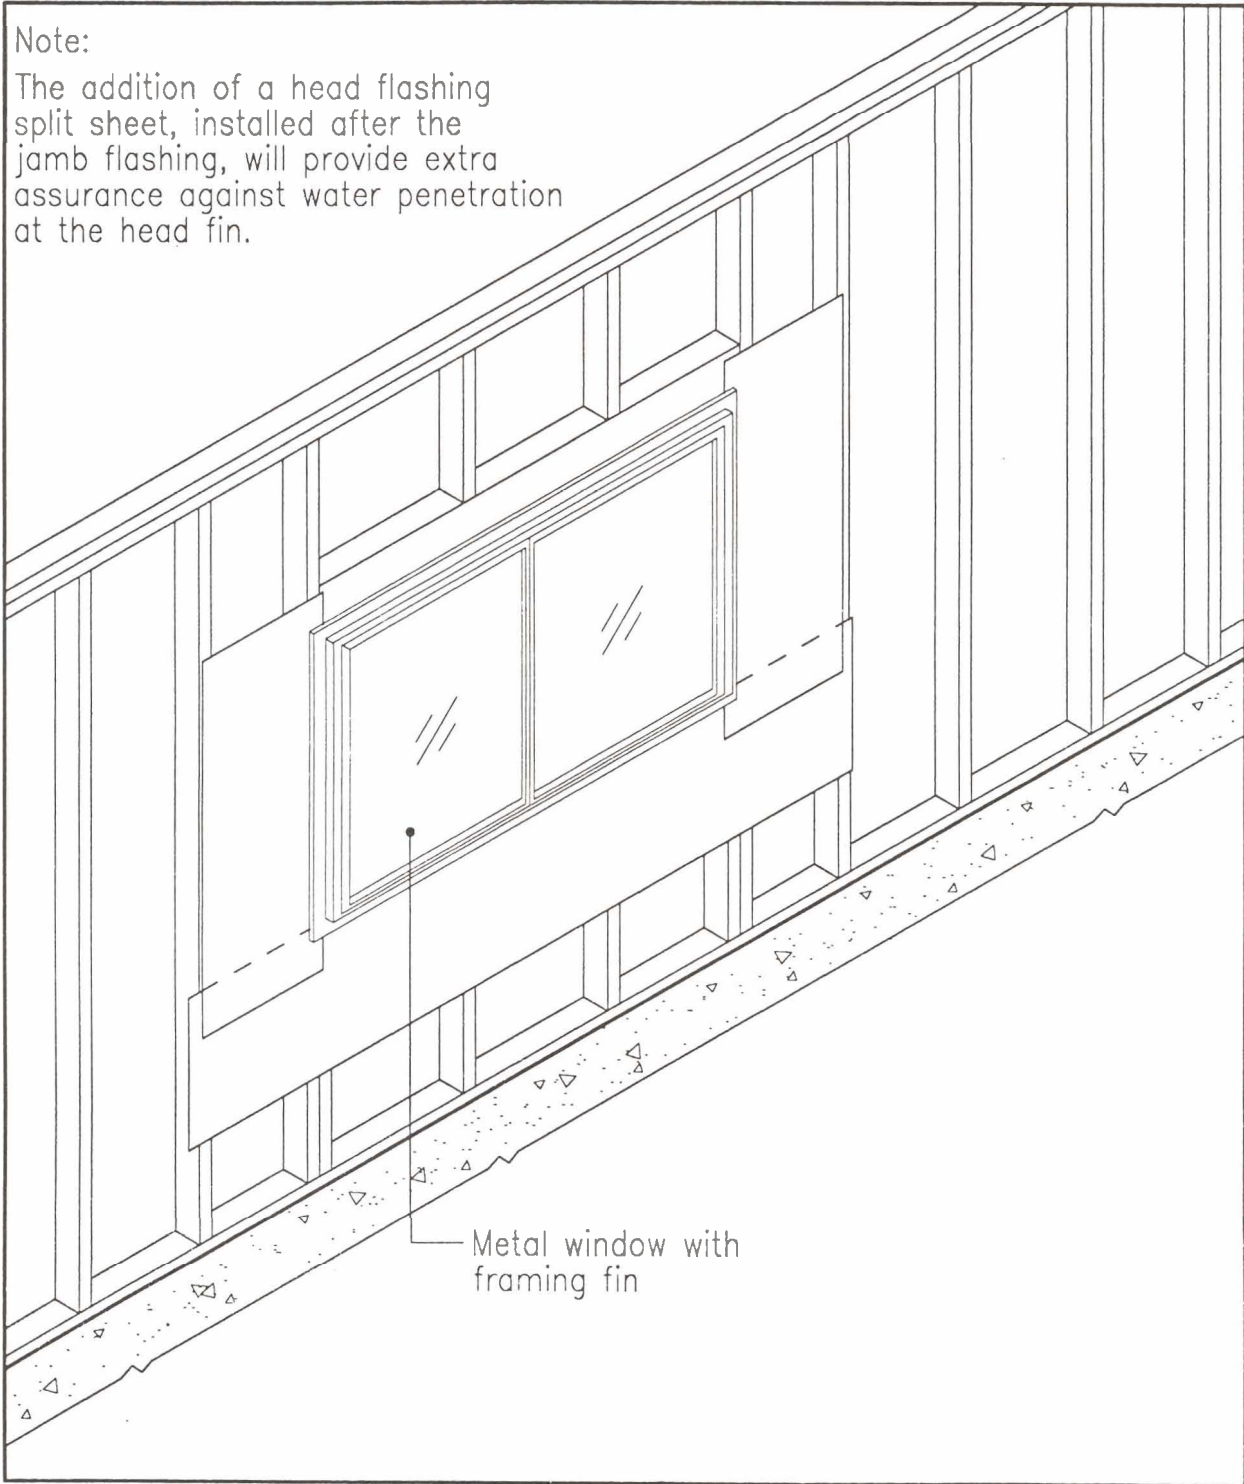 Note:
The addition of a head flashing
split sheet, installed after the
jamb flashing, will provide extra
assurance against water penetration
at the head fin.
Metal window with
framing fin